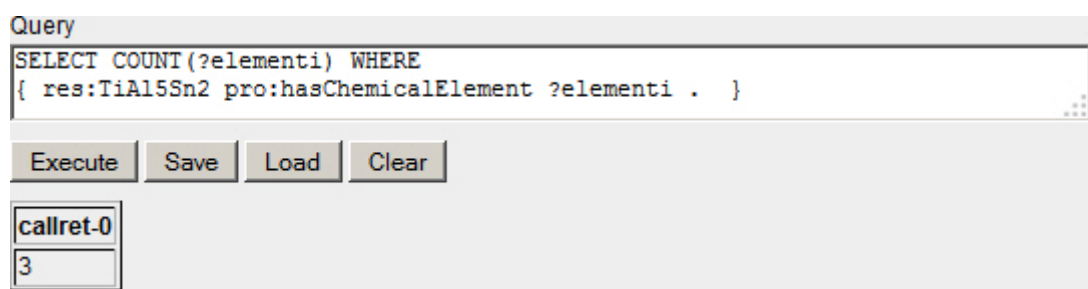 Query
SELECT COUNT(?elementi) WHERE
{ res:TiAl5Sn2 pro:hasChemicalElement ?elementi .  }
Execute Save Load Clear
callret-0
3